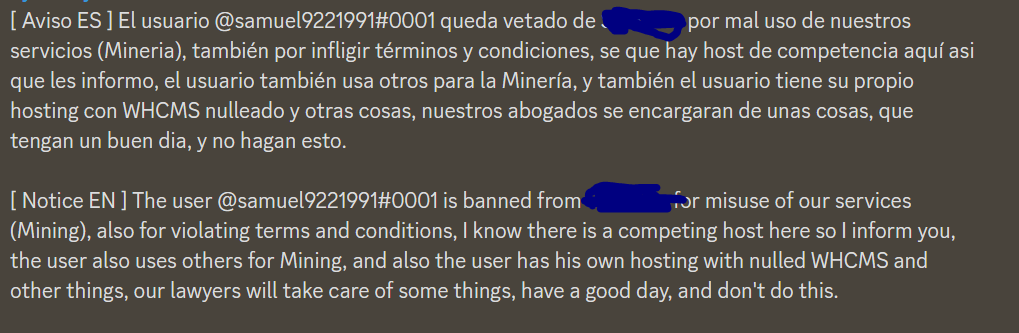 [ Aviso ES ] El usuario @samuel9221991#0001 queda vetado de por mal uso de nuestros
servicios (Mineria), también por infligir términos y condiciones, se que hay host de competencia aquí asi
que les informo, el usuario también usa otros para la Minería, y también el usuario tiene su propio
hosting con WHCMS nulleado y otras cosas, nuestros abogados se encargaran de unas cosas, que
tengan un buen dia, y no hagan esto.
[ Notice EN ] The user @samuel9221991#0001 is banned from for misuse of our services
(Mining), also for violating terms and conditions, I know there is a competing host here so I inform you,
the user also uses others for Mining, and also the user has his own hosting with nulled WHCMS and
other things, our lawyers will take care of some things, have a good day, and don't do this.